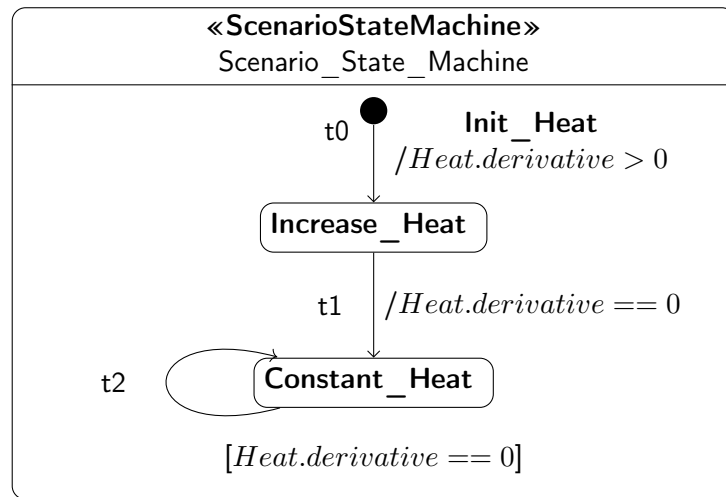 «ScenarioStateMachine»
Scenario_State_Machine
t0
Init_Heat
/Heat.derivative > 0
Increase_Heat
t1
/Heat.derivative == 0
Constant_Heat
t2
[Heat.derivative == 0]